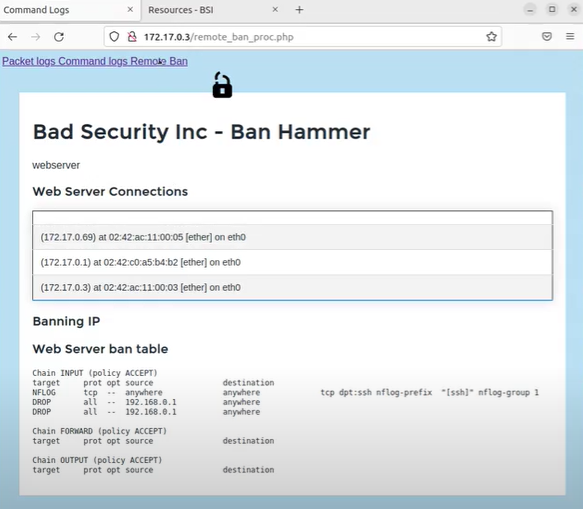 Command Logs
Resources - BSI
172.17.0.3/remote_ban_proc.php
Packet logs Command logs Remote Ban
Bad Security Inc - Ban Hammer
webserver
Web Server Connections
(172.17.0.69) at 02:42:ac:11:00:05 [ether] on eth0
(172.17.0.1) at 02:42:c0:a5:b4:b2 [ether] on eth0
(172.17.0.3) at 02:42:ac:11:00:03 [ether] on eth0
Banning IP
Web Server ban table
Chain INPUT (policy ACCEPT)
target prot opt source destination
NFLOG tcp -- anywhere anywhere tcp dpt:ssh nflog-prefix "[ssh]" nflog-group 1
DROP all -- 192.168.0.1 anywhere
DROP all -- 192.168.0.1 anywhere
Chain FORWARD (policy ACCEPT)
target prot opt source destination
Chain OUTPUT (policy ACCEPT)
target prot opt source destination